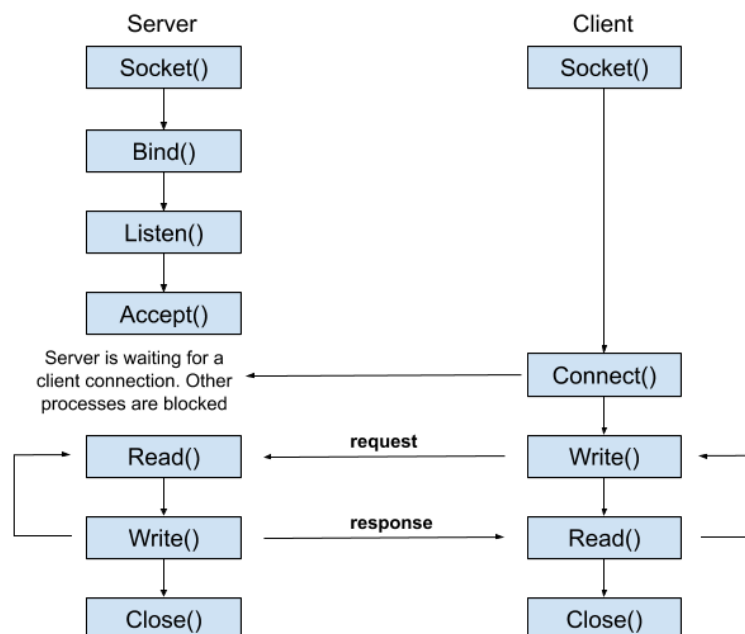 Server
Client
Socket()
Socket()
Bind()
Listen()
Accept()
Server is waiting for a
client connection. Other
processes are blocked
Connect()
Read()
request
Write()
Write()
response
Read()
Close()
Close()